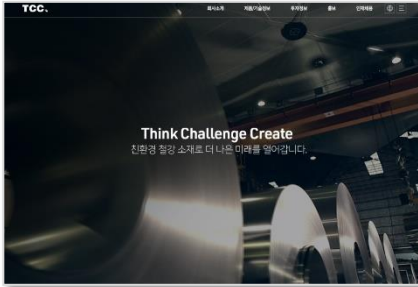 TCC
회사소개 제품/기술정보 투자정보 홍보 인재채용
Think Challenge Create
친환경 철강 소재로 더 나은 미래를 열어갑니다.